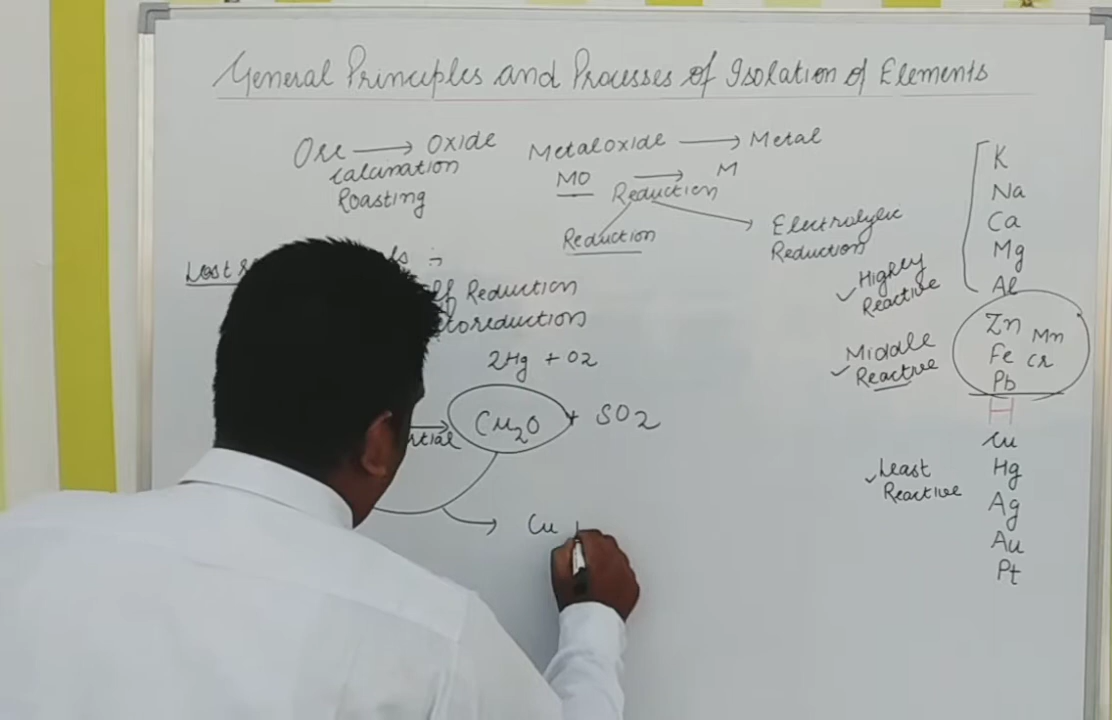 General Principles and Processes of Isolation of Elements
Ore → Oxide
Calcination
Roasting
Metaloxide → Metal
MO → M
Reduction
Reduction
Electrolytic
Reduction
Reduction
2Hg + O2
Cu2O + SO2
Cu
Highly
Reactive
Middle
Reactive
Least
Reactive
K
Na
Ca
Mg
Al
Zn Mn
Fe Cr
Pb
H
Cu
Hg
Ag
Au
Pt